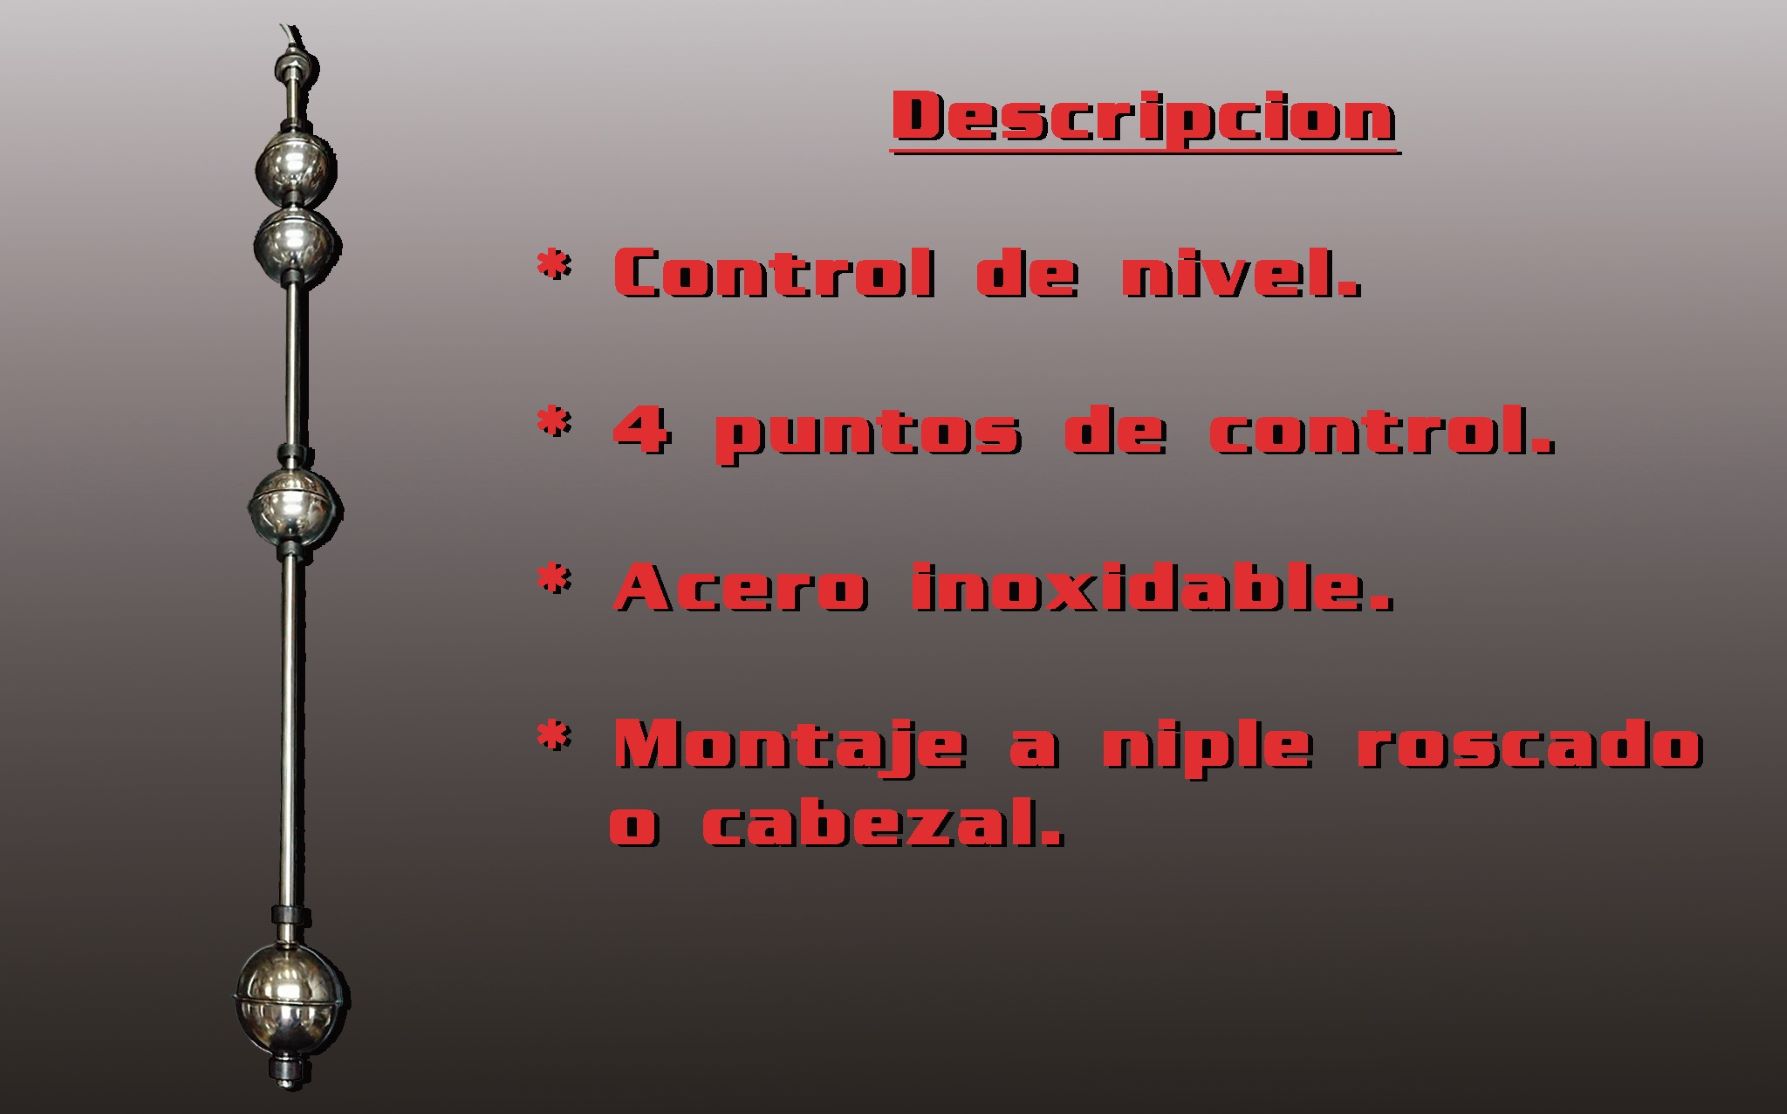 Descripcion
* Control de nivel.
* 4 puntos de control.
* Acero inoxidable.
* Montaje a niple roscado
o cabezal.